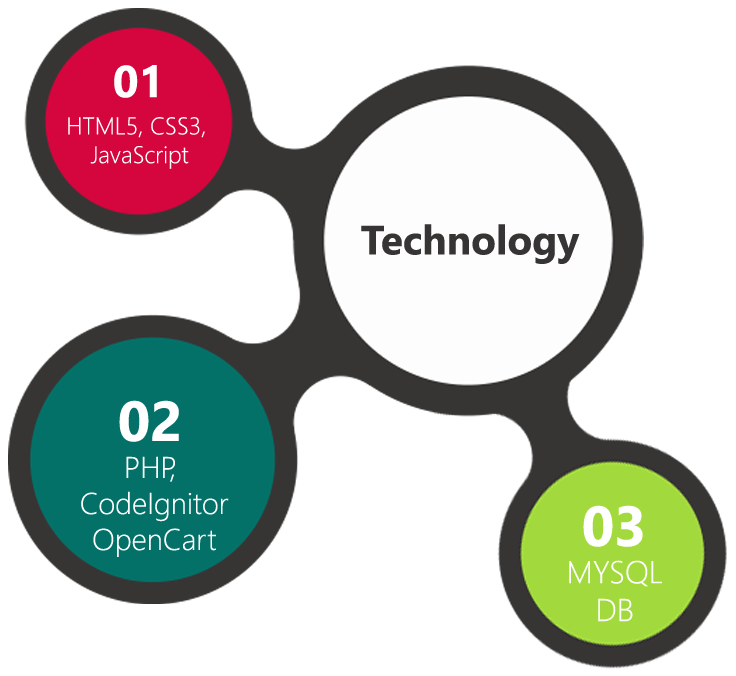 01
HTML5, CSS3,
JavaScript
Technology
02
PHP,
CodeIgnitor
OpenCart
03
MYSQL
DB